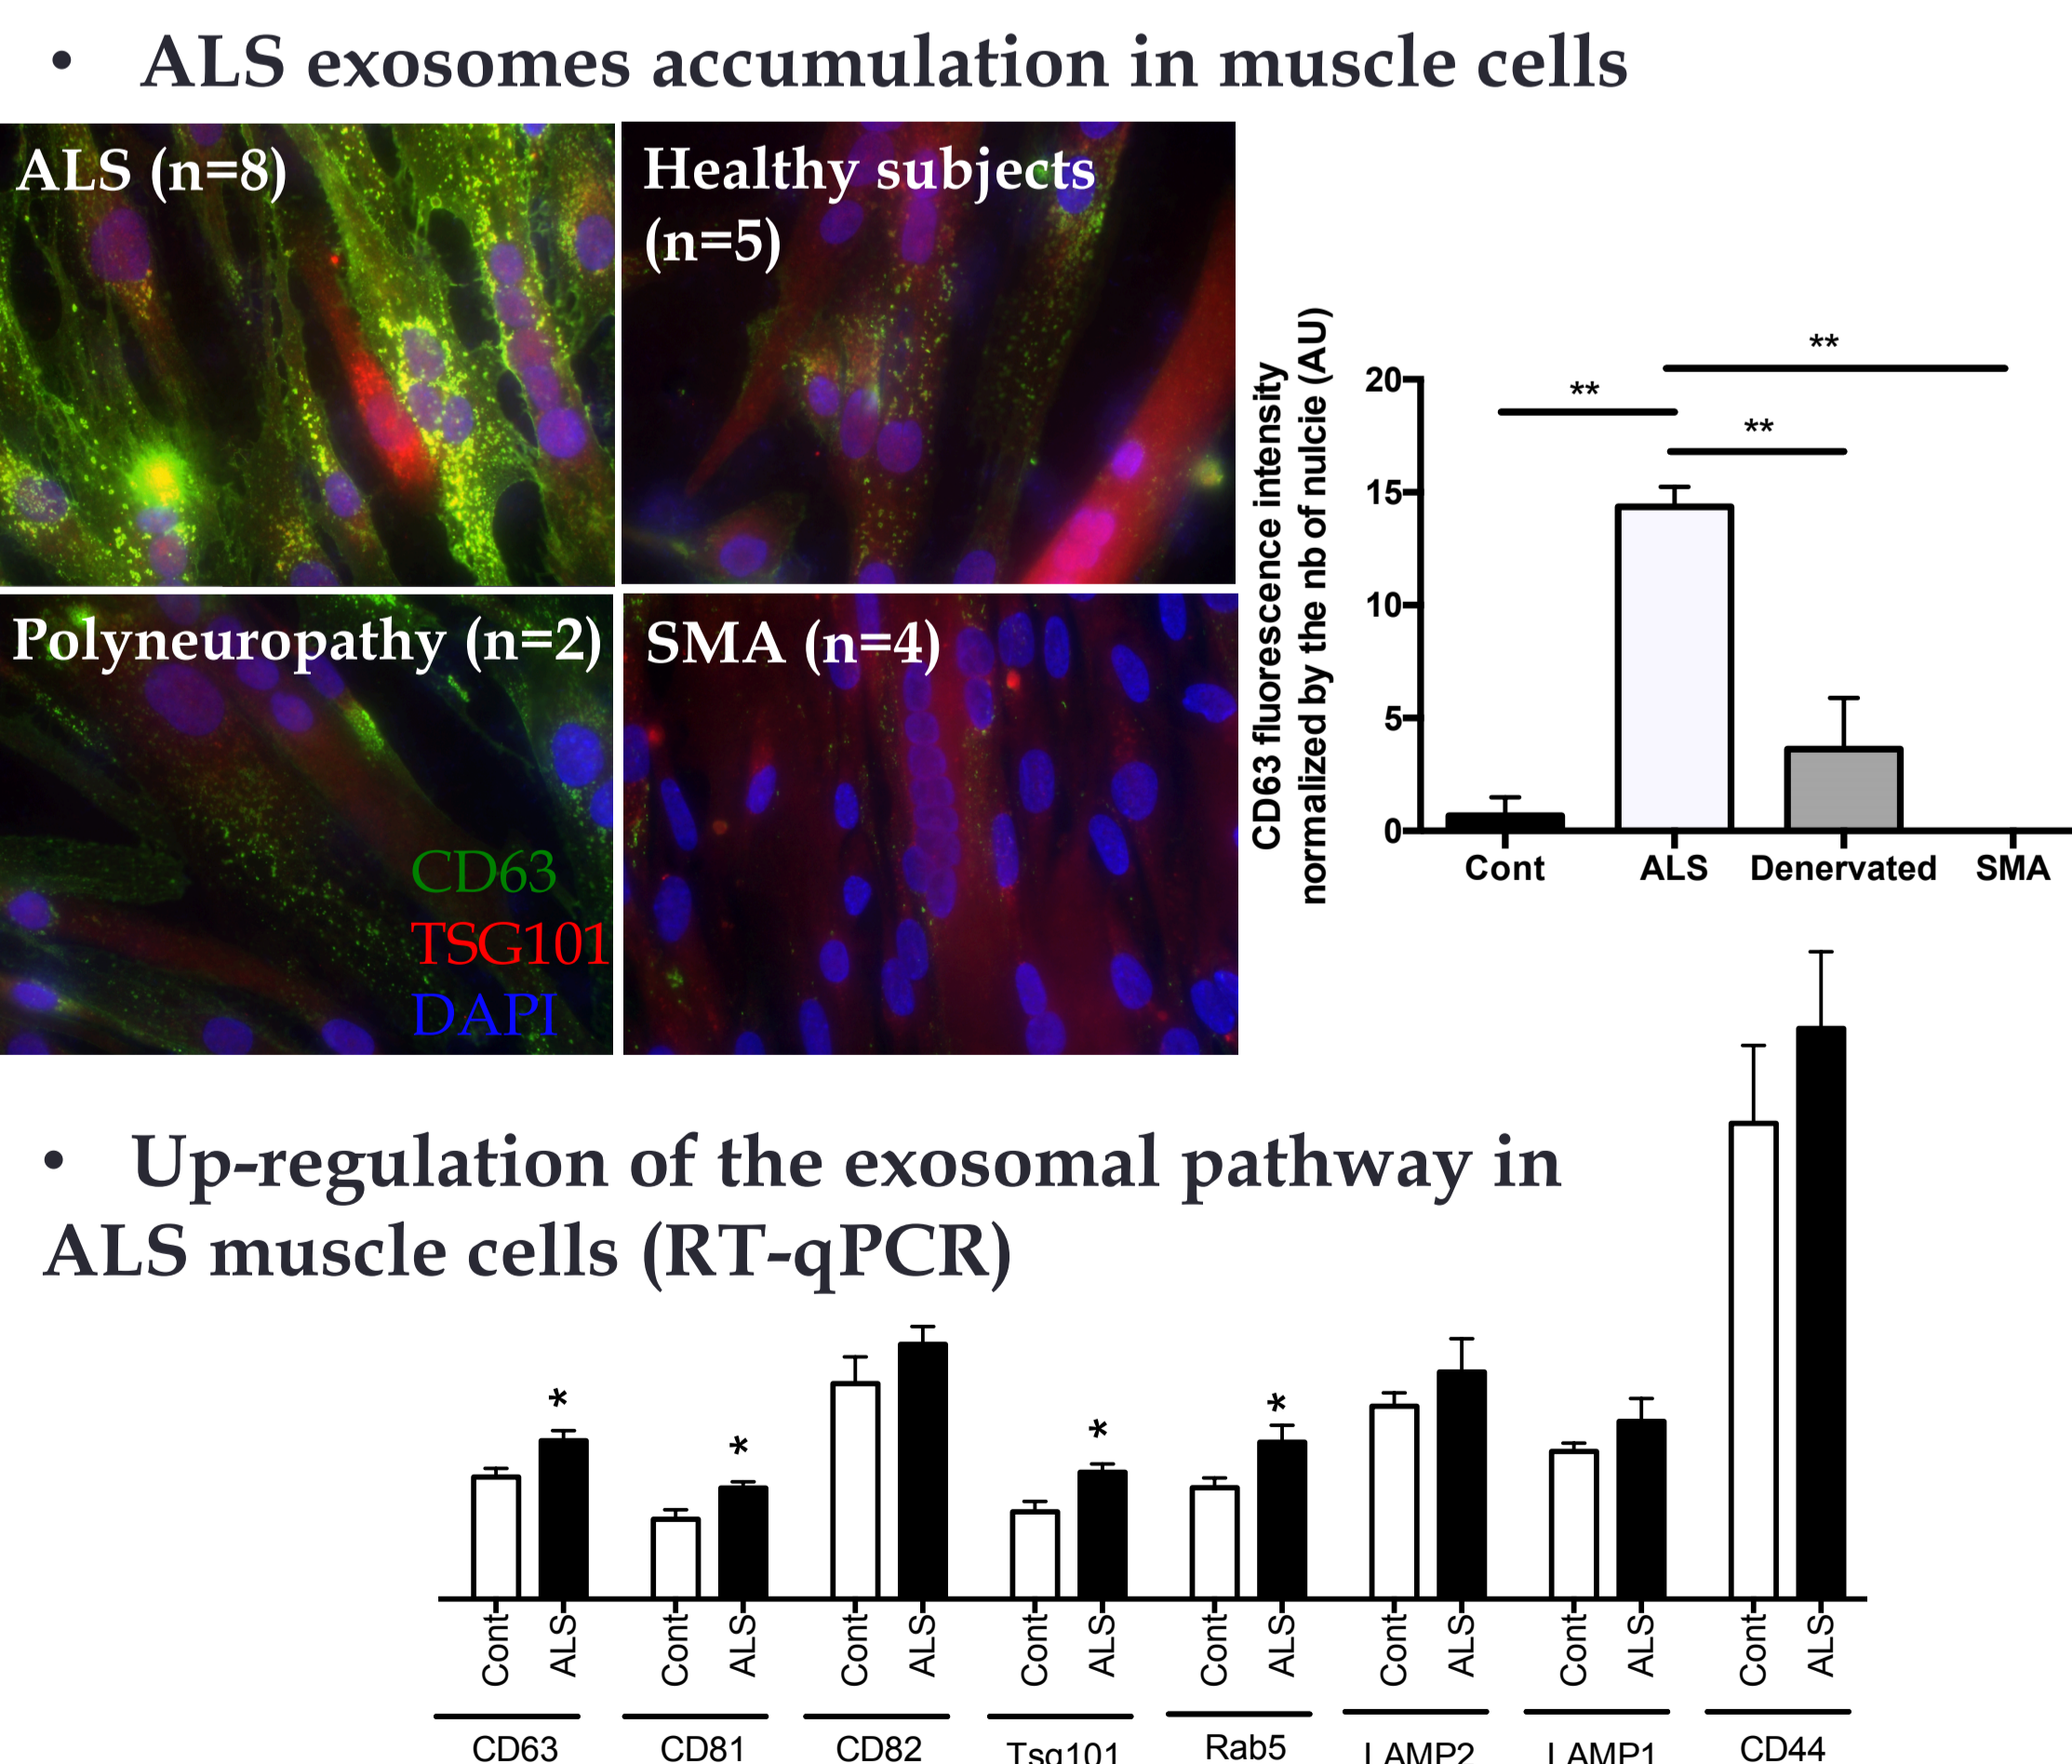 • ALS exosomes accumulation in muscle cells
ALS (n=8)
Healthy subjects
(n=5)
Polyneuropathy (n=2)
CD63
TSG101
DAPI
SMA (n=4)
CD63 fluorescence intensity
normalized by the nb of nulcie (AU)
20
15
10
5
0
**
**
**
Cont ALS Denervated SMA
• Up-regulation of the exosomal pathway in
ALS muscle cells (RT-qPCR)
* * * *
Cont ALS Cont ALS Cont ALS Cont ALS Cont ALS Cont ALS Cont ALS Cont ALS
CD63 CD81 CD82 Tsg101 Rab5 LAMP2 LAMP1 CD44